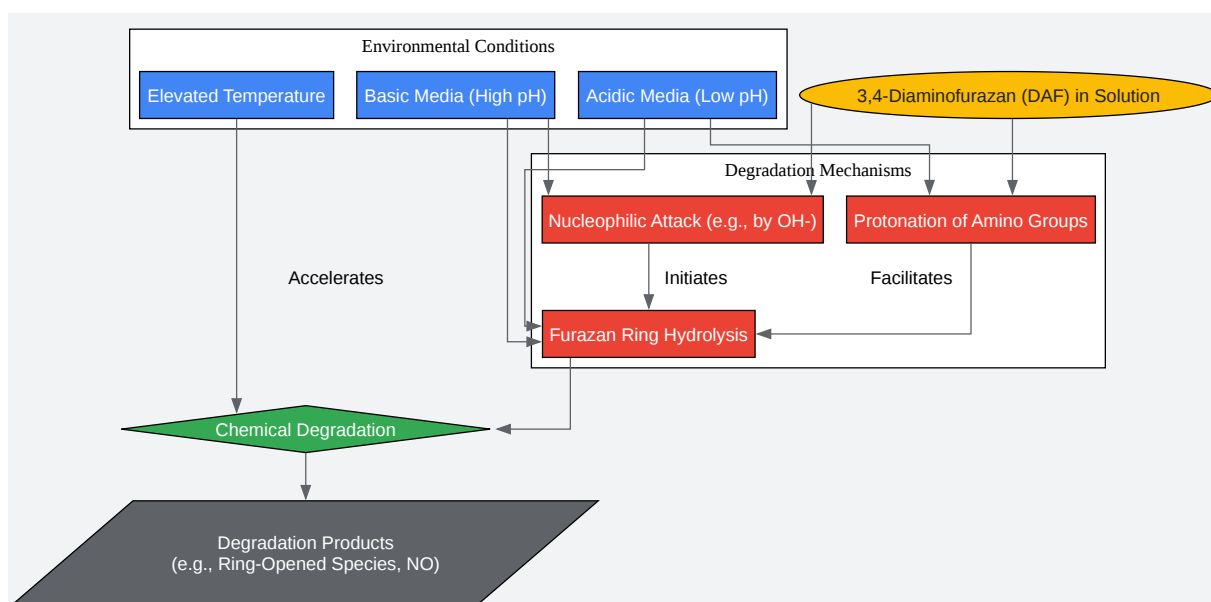 Environmental Conditions
Elevated Temperature
Basic Media (High pH)
Acidic Media (Low pH)
3,4-Diaminofurazan (DAF) in Solution
Degradation Mechanisms
Nucleophilic Attack (e.g., by OH-)
Protonation of Amino Groups
Accelerates
Initiates
Facilitates
Furazan Ring Hydrolysis
Chemical Degradation
Degradation Products
(e.g., Ring-Opened Species, NO)